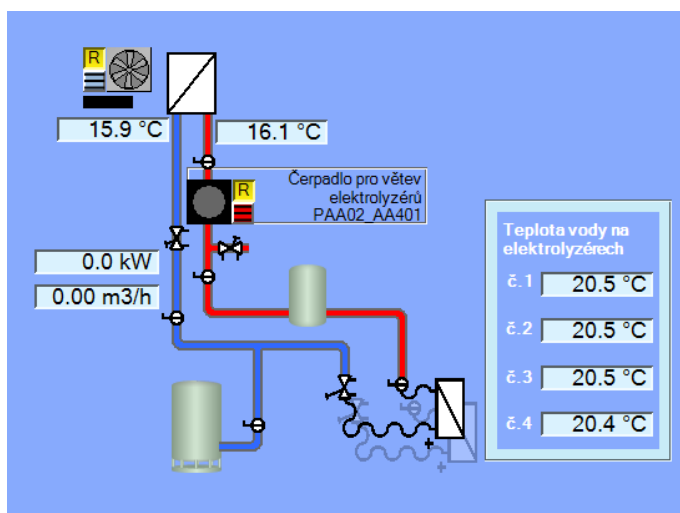 R
15.9 °C
16.1 °C
R
Čerpadlo pro větev
elektrolyzérů
PAA02_AA401
0.0 kW
0.00 m3/h
Teplota vody na
elektrolyzérech
č.1 20.5 °C
č.2 20.5 °C
č.3 20.5 °C
č.4 20.4 °C